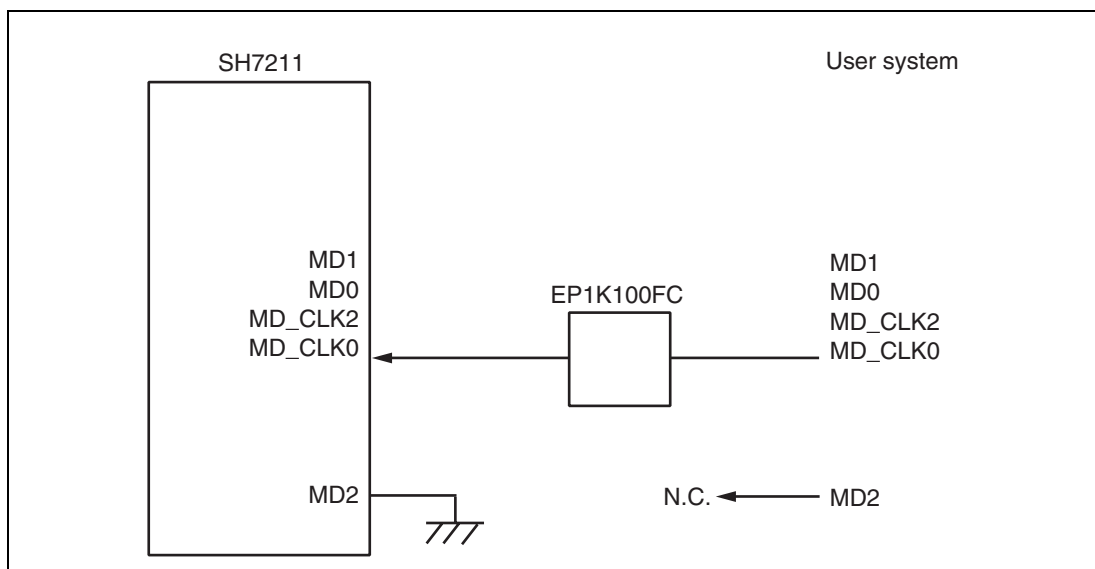 SH7211
User system
MD1
MD0
MD_CLK2
MD_CLK0
EP1K100FC
MD1
MD0
MD_CLK2
MD_CLK0
MD2
N.C.
MD2